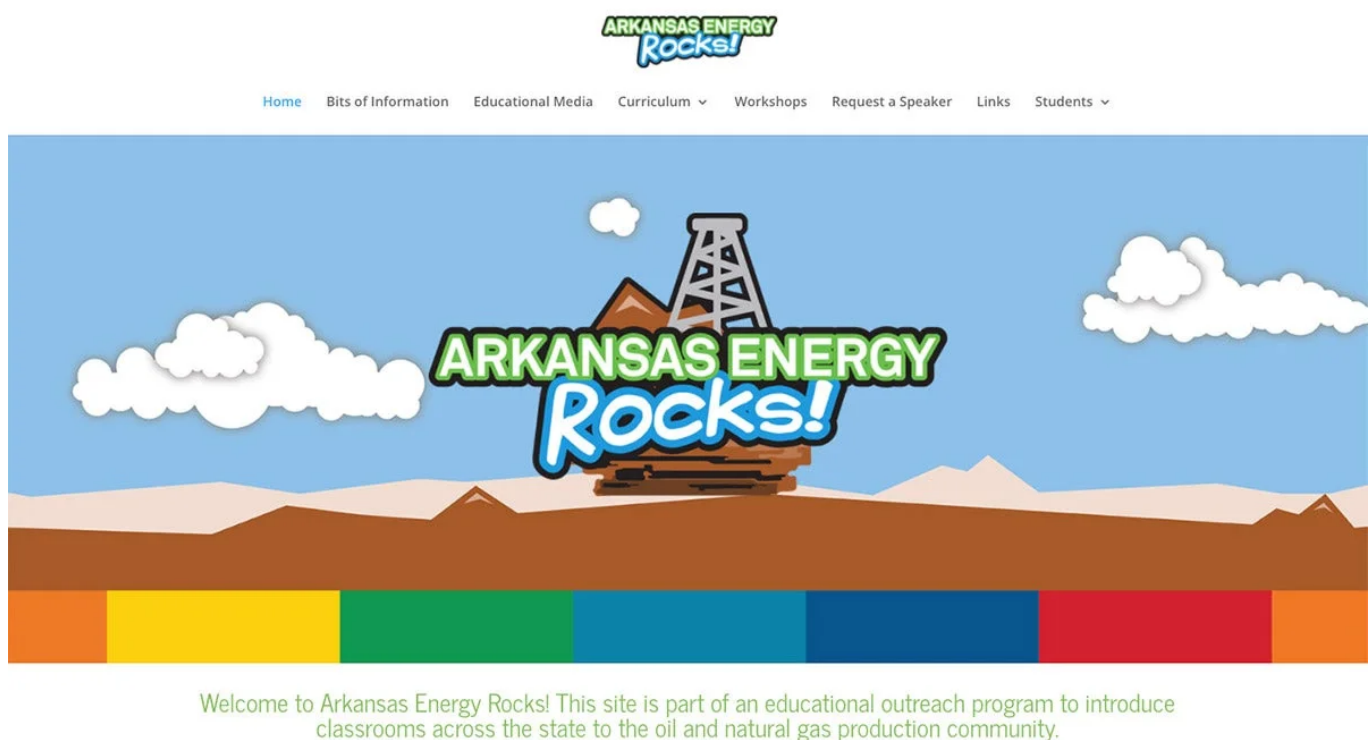 ARKANSAS ENERGY
Rocks!
Home Bits of Information Educational Media Curriculum Workshops Request a Speaker Links Students
ARKANSAS ENERGY
Rocks!
Welcome to Arkansas Energy Rocks! This site is part of an educational outreach program to introduce
classrooms across the state to the oil and natural gas production community.